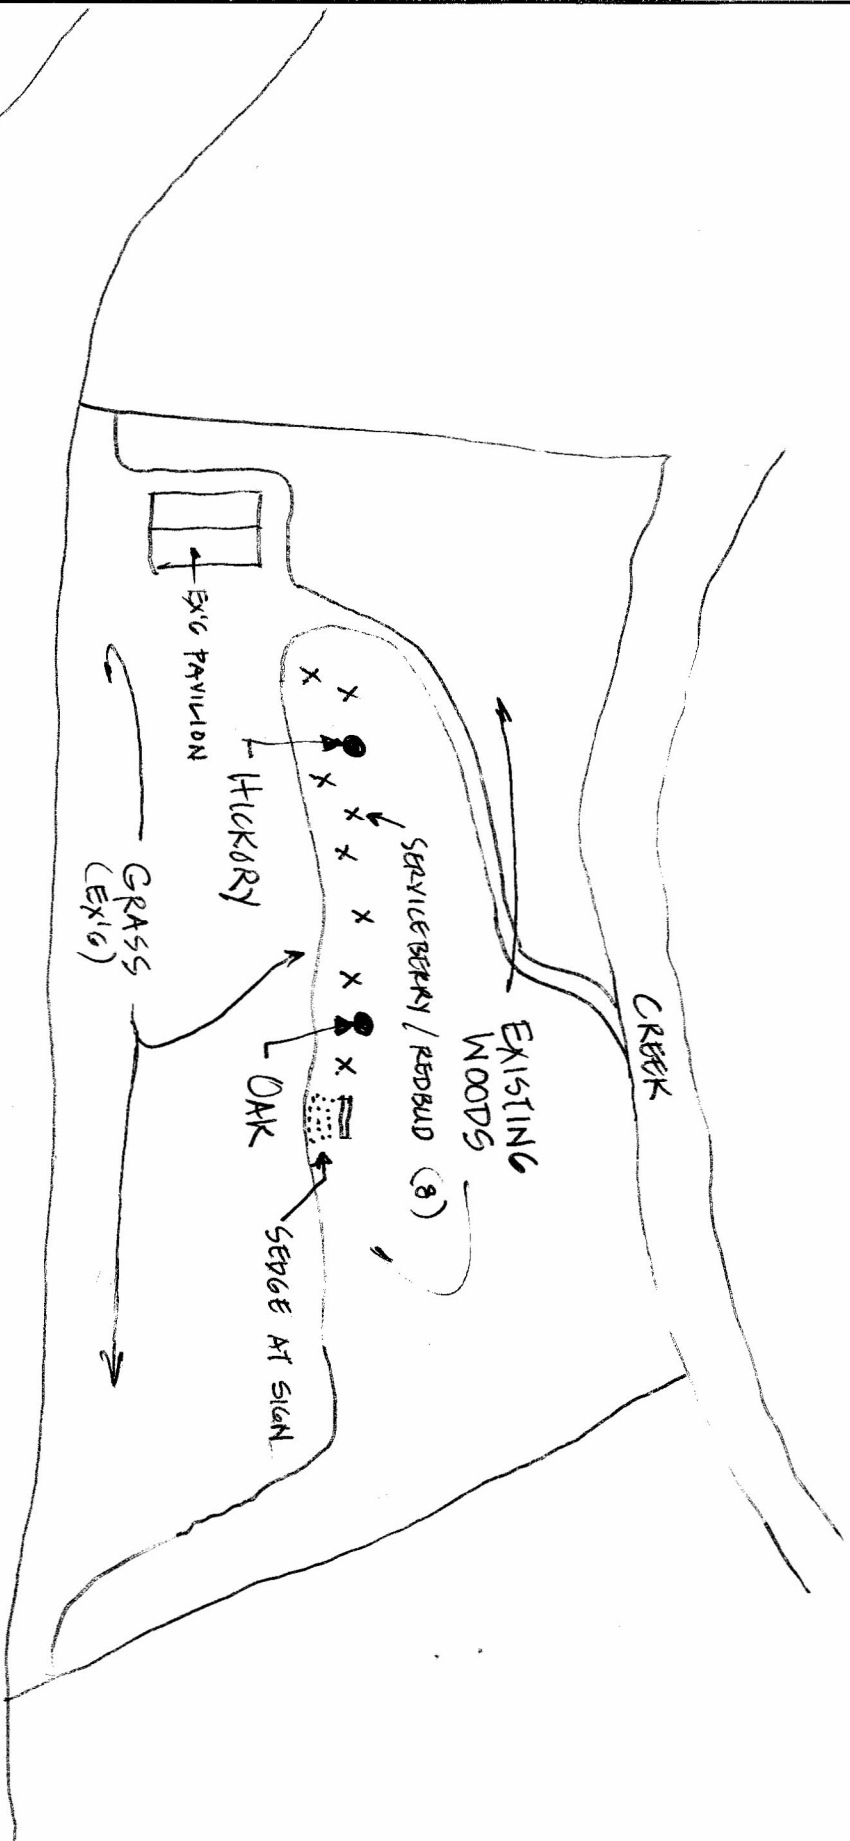 CREEK
EXISTING
WOODS
SERVICEBERRY / REDBUD (8)
EX'G PAVILION
HICKORY
OAK
SEDGE AT SIGN
GRASS
(EX'G)